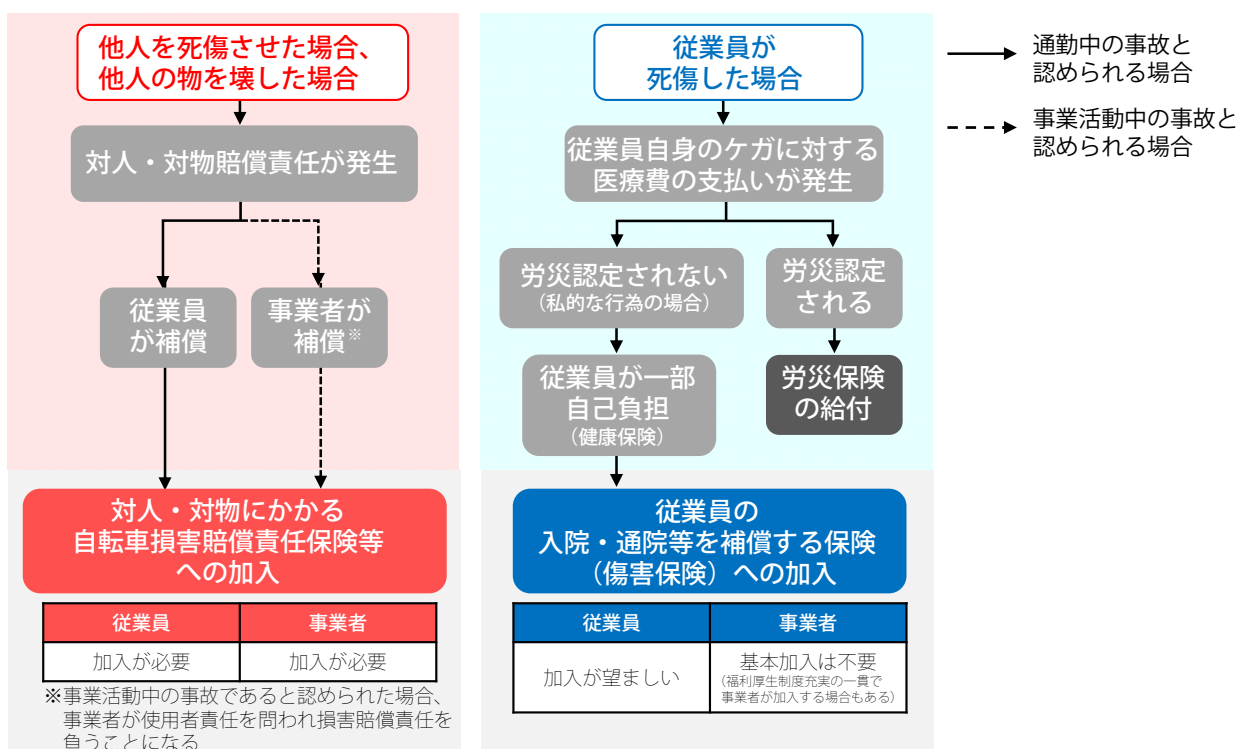 他人を死傷させた場合、
他人の物を壊した場合
対人・対物賠償責任が発生
従業員
が補償
事業者が
補償※
対人・対物にかかる
自転車損害賠償責任保険等
への加入
従業員
事業者
加入が必要
加入が必要
※事業活動中の事故であると認められた場合、
事業者が使用者責任を問われ損害賠償責任を
負うことになる
従業員が
死傷した場合
従業員自身のケガに対する
医療費の支払いが発生
労災認定されない
（私的な行為の場合）
労災認定
される
従業員が一部
自己負担
（健康保険）
労災保険
の給付
従業員の
入院・通院等を補償する保険
（傷害保険）への加入
従業員
事業者
加入が望ましい
基本加入は不要
（福利厚生制度充実の一貫で
事業者が加入する場合もある）
通勤中の事故と
認められる場合
事業活動中の事故と
認められる場合